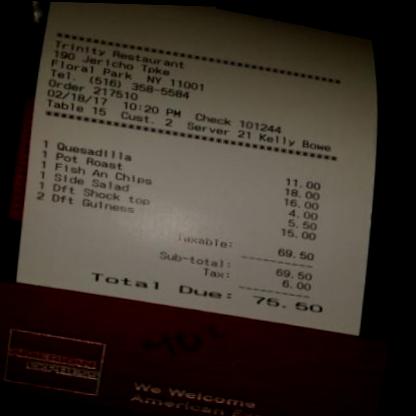 Trinity Restaurant
190 Jericho Tpke
Floral Park NY 11001
Tel. (516) 358-5584
Order 217510
02/18/17 10:20 PM Check 101244
Table 15 Cust. 2 Server 21 Kelly Bowe
1 Quesadilla 11.00
1 Pot Roast 18.00
1 Fish An Chips 16.00
1 Side Salad 4.00
1 Dft Shock top 5.50
2 Dft Guiness 15.00
Taxable: 69.50
Sub-total: 69.50
Tax: 6.00
Total Due: 75.50
AMERICAN EXPRESS
We Welcome
American